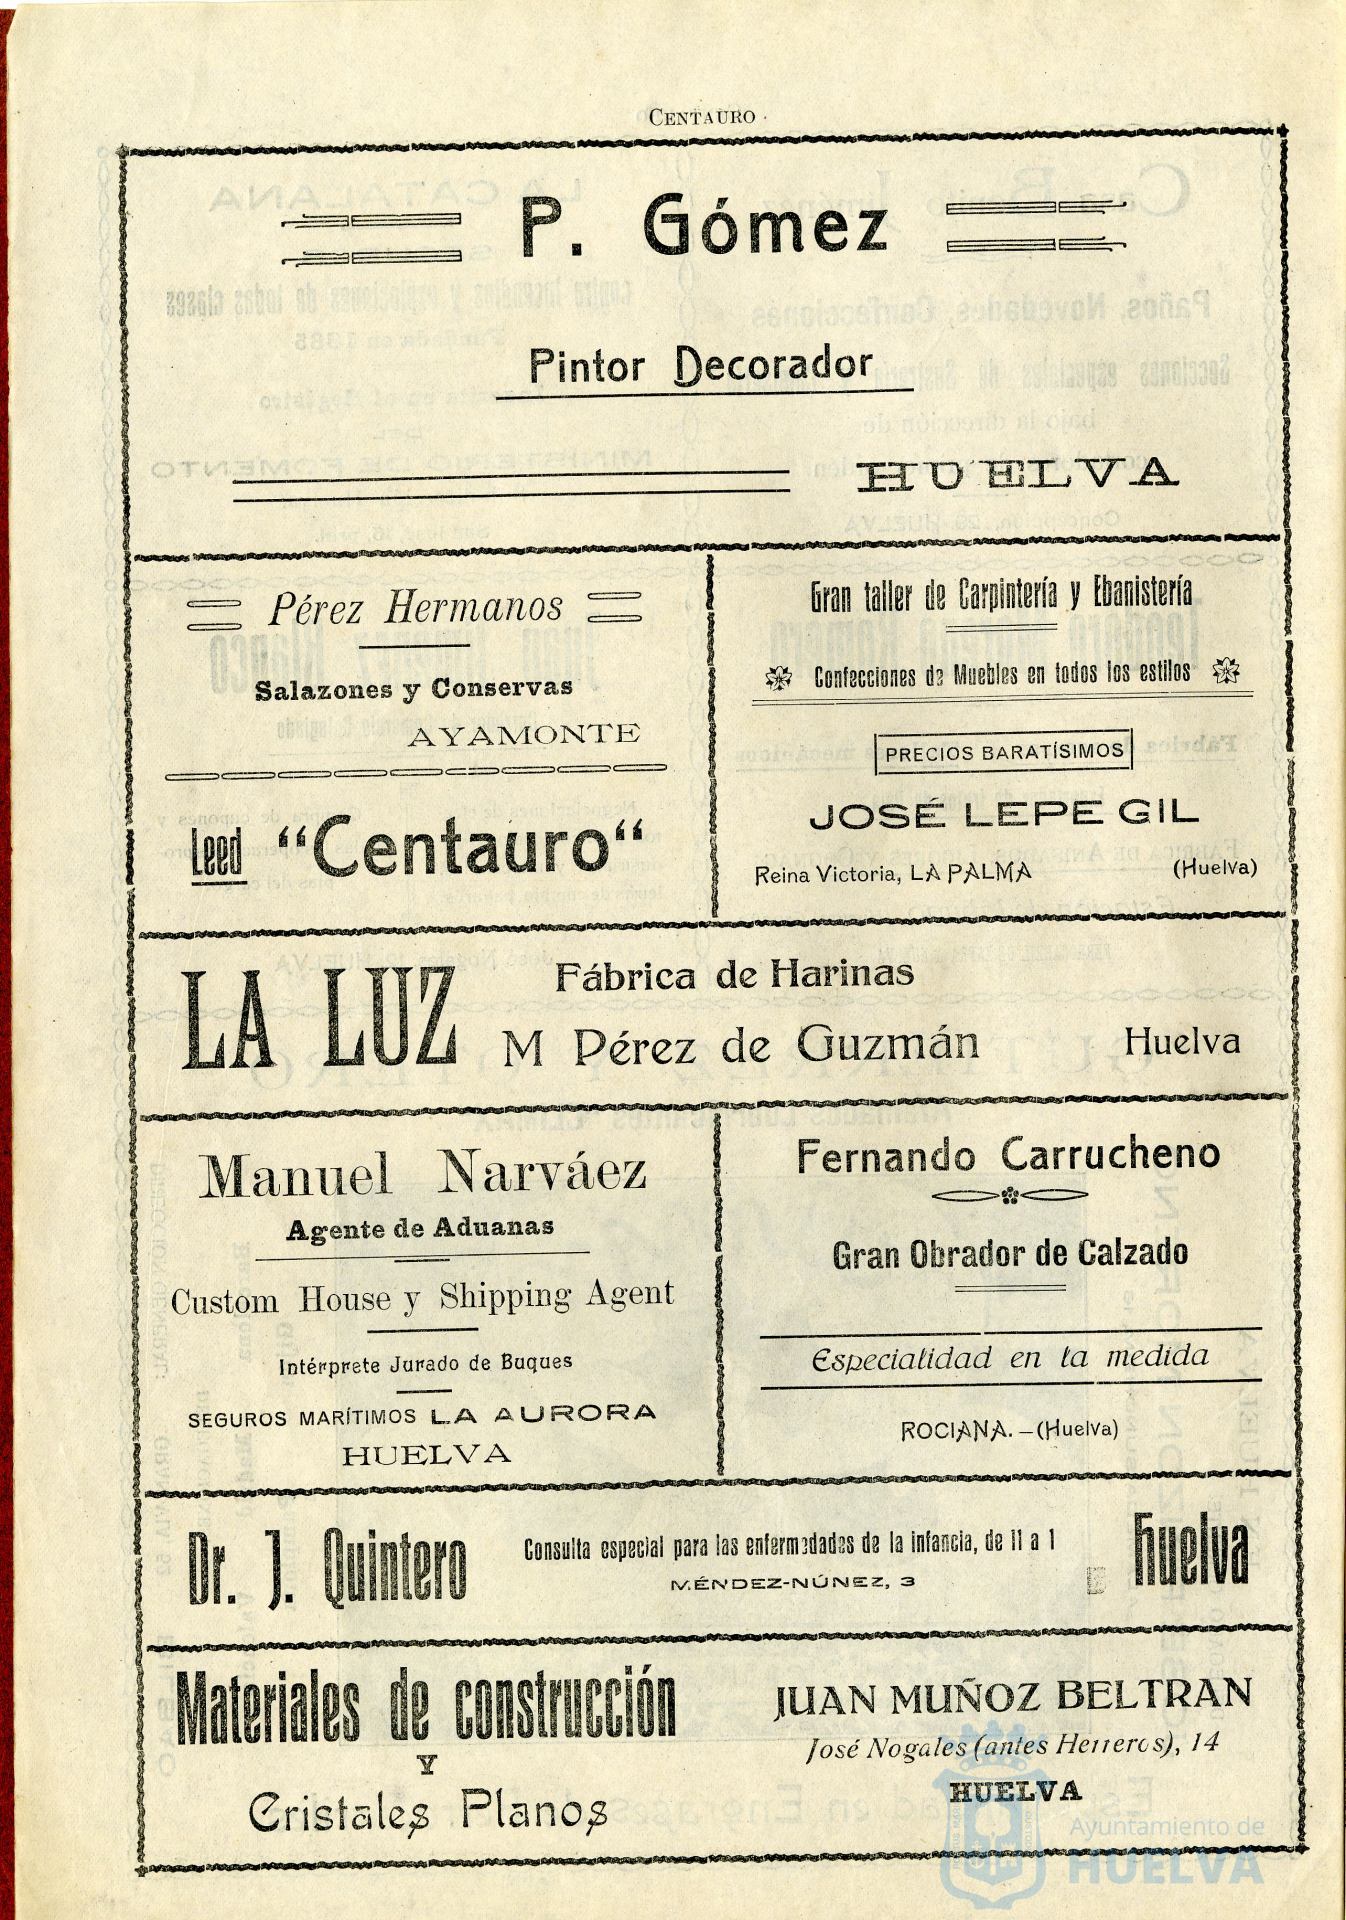 CENTAURO
P. Gómez
Pintor Decorador
HUELVA
Pérez Hermanos
Salazones y Conservas
AYAMONTE
Leed "Centauro"
Gran taller de Carpintería y Ebanistería
Confecciones de Muebles en todos los estilos
PRECIOS BARATÍSIMOS
JOSÉ LEPE GIL
Reina Victoria, LA PALMA (Huelva)
LA LUZ
Fábrica de Harinas
M Pérez de Guzmán Huelva
Manuel Narváez
Agente de Aduanas
Custom House y Shipping Agent
Intérprete Jurado de Buques
SEGUROS MARÍTIMOS LA AURORA
HUELVA
Fernando Carrucheno
Gran Obrador de Calzado
Especialidad en la medida
ROCIANA.—(Huelva)
Dr. J. Quintero
Consulta especial para las enfermedades de la infancia, de 11 a 1
MÉNDEZ-NÚNEZ, 3
Huelva
Materiales de construcción
Y
Cristales Planos
JUAN MUÑOZ BELTRAN
José Nogales (antes Herreros), 14
HUELVA
Ayuntamiento de
HUELVA